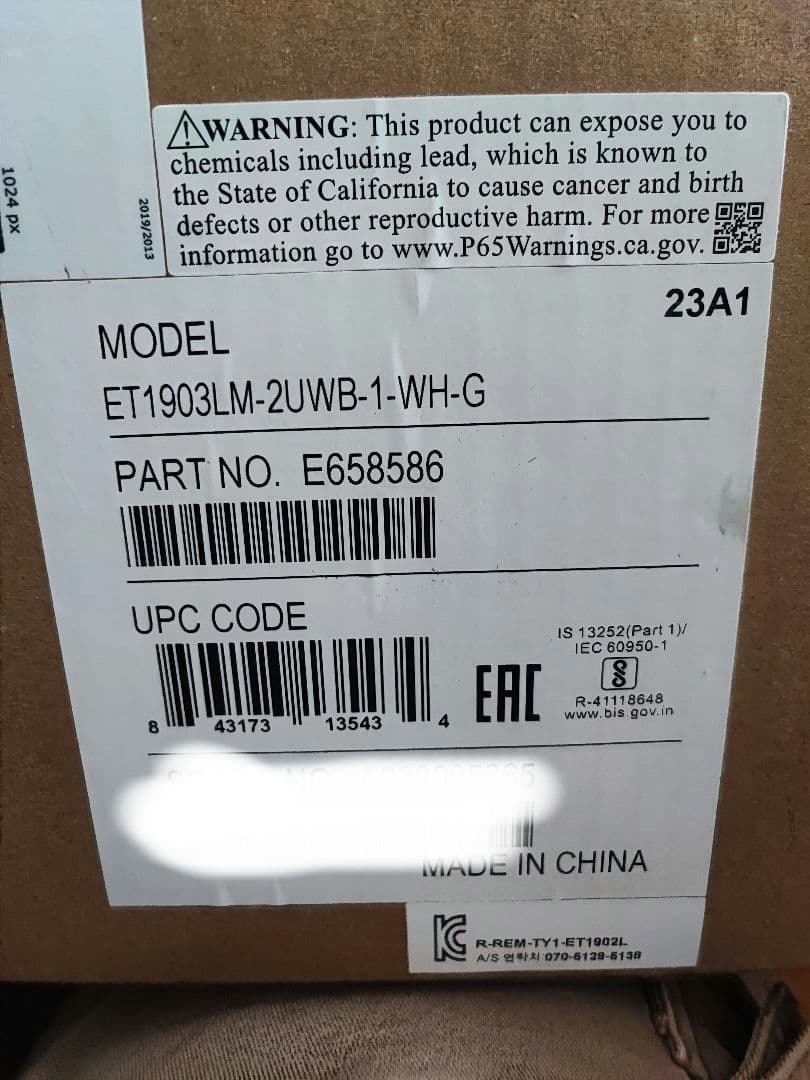 1024 px
2019/2013
WARNING: This product can expose you to
chemicals including lead, which is known to
the State of California to cause cancer and birth
defects or other reproductive harm. For more
information go to www.P65Warnings.ca.gov.
23A1
MODEL
ET1903LM-2UWB-1-WH-G
PART NO. E658586
UPC CODE
8 43173 13543 4
EAC
IS 13252(Part 1)/
IEC 60950-1
R-41118648
www.bis.gov.in
MADE IN CHINA
KC
R-REM-TY1-ET1902L
A/S 연락처:070-6129-6138